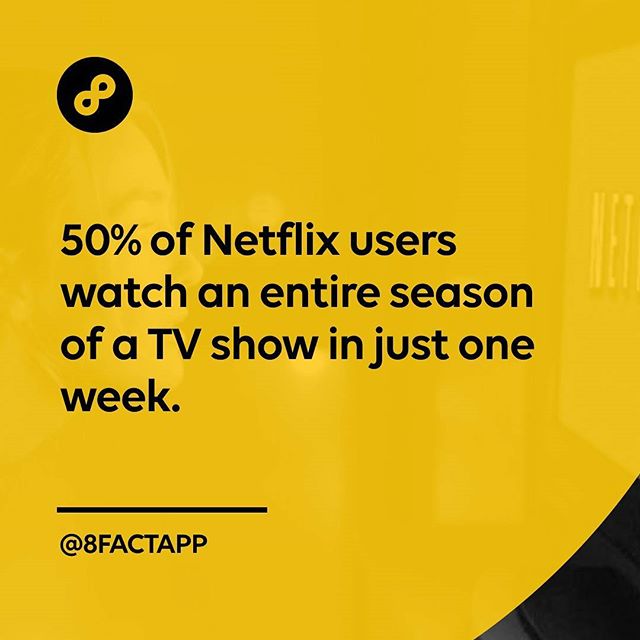 50% of Netflix users
watch an entire season
of a TV show in just one
week.
@8FACTAPP